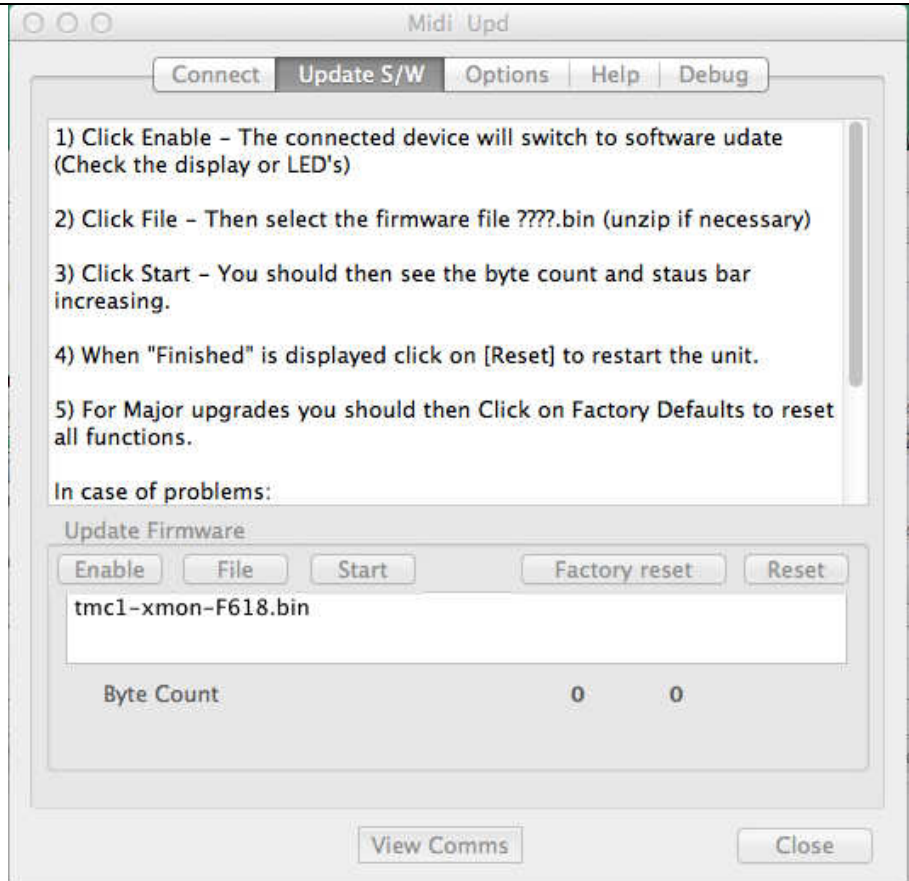 Midi Upd
Connect Update S/W Options Help Debug
1) Click Enable – The connected device will switch to software udate
(Check the display or LED's)
2) Click File – Then select the firmware file ????.bin (unzip if necessary)
3) Click Start – You should then see the byte count and staus bar
increasing.
4) When "Finished" is displayed click on [Reset] to restart the unit.
5) For Major upgrades you should then Click on Factory Defaults to reset
all functions.
In case of problems:
Update Firmware
Enable File Start Factory reset Reset
tmc1-xmon-F618.bin
Byte Count 0 0
View Comms Close